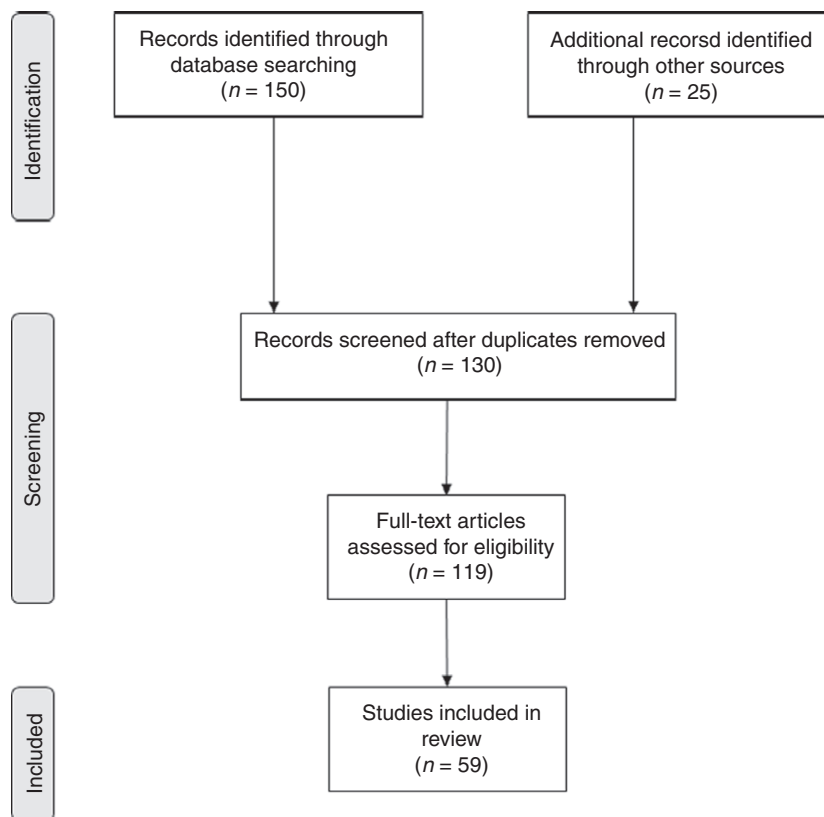 Identification
Records identified through
database searching
(n = 150)
Additional recorsd identified
through other sources
(n = 25)
Screening
Records screened after duplicates removed
(n = 130)
Full-text articles
assessed for eligibility
(n = 119)
Included
Studies included in
review
(n = 59)